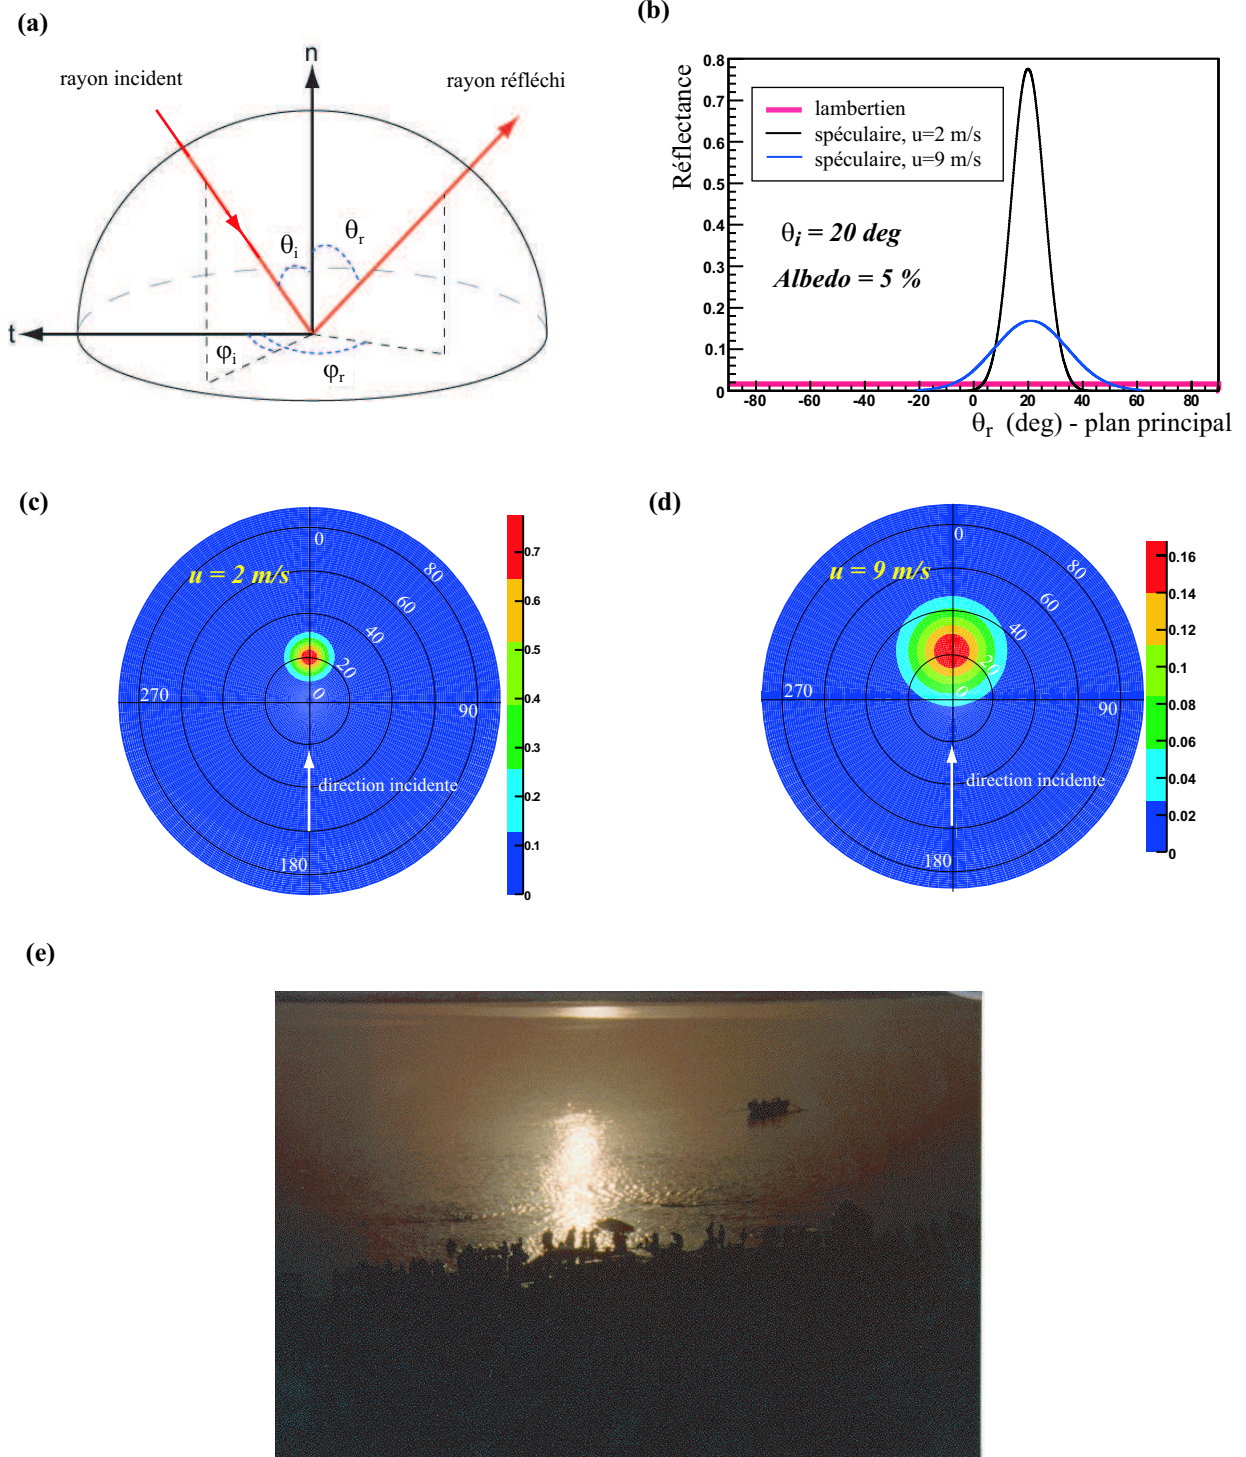 (a)
n
rayon incident
rayon réfléchi
θi
θr
t
φi
φr
(b)
Réflectance
0.8
0.7
0.6
0.5
0.4
0.3
0.2
0.1
0
lambertien
spéculaire, u=2 m/s
spéculaire, u=9 m/s
θi = 20 deg
Albedo = 5 %
-80 -60 -40 -20 0 20 40 60 80
θr (deg) - plan principal
(c)
u = 2 m/s
0
80
60
40
20
0
270
90
direction incidente
180
0.7
0.6
0.5
0.4
0.3
0.2
0.1
0
(d)
u = 9 m/s
0
80
60
40
20
0
270
90
direction incidente
180
0.16
0.14
0.12
0.1
0.08
0.06
0.04
0.02
0
(e)